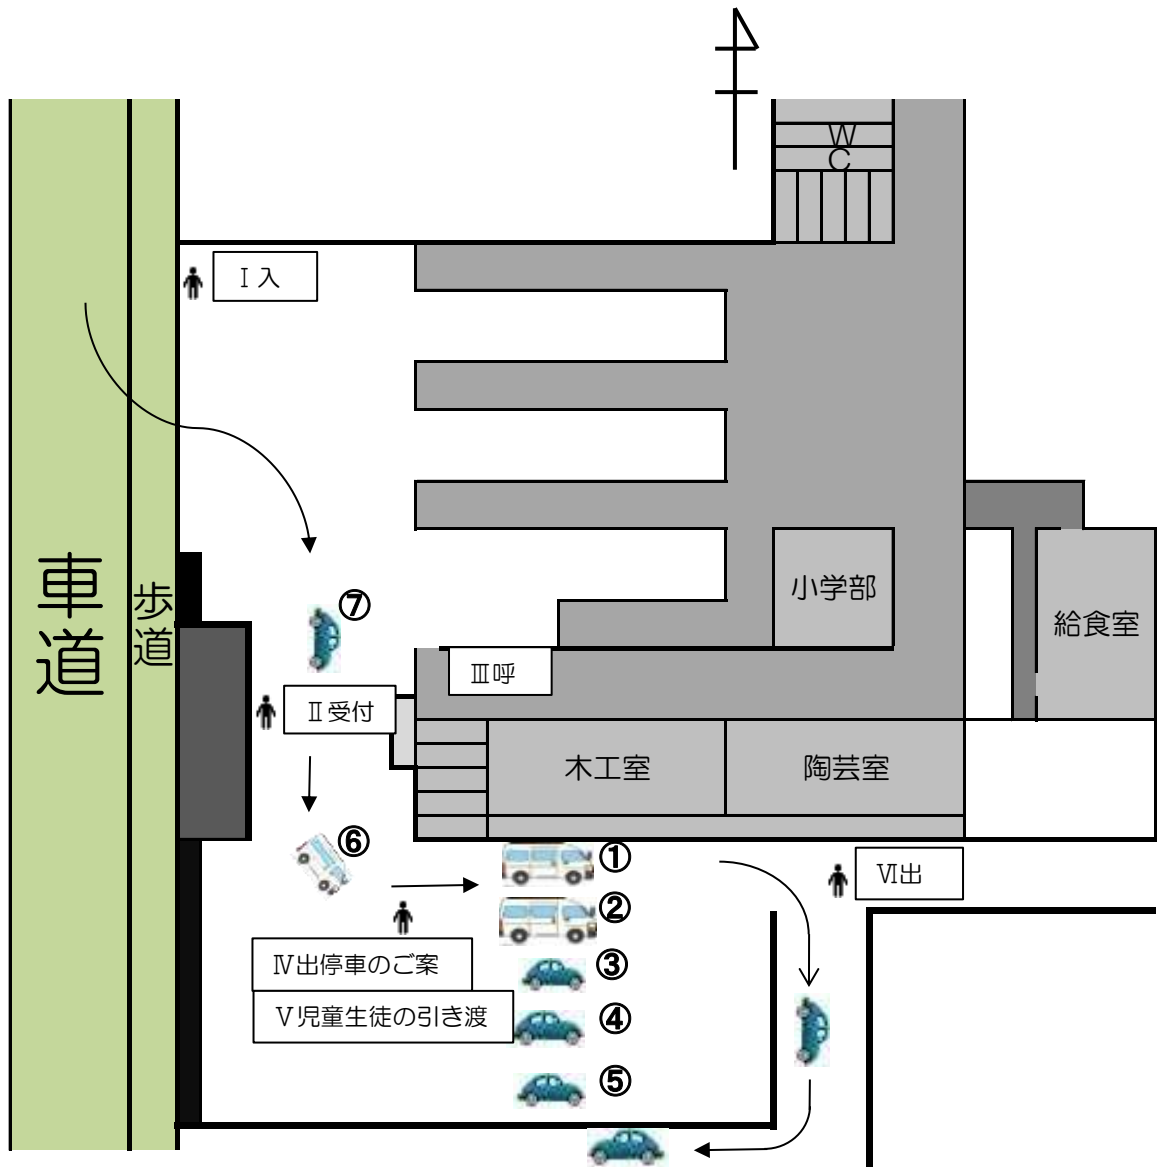 W
C
Ⅰ入
車道
歩道
小学部
給食室
⑦
Ⅲ呼
Ⅱ受付
木工室
陶芸室
⑥
①
Ⅵ出
②
Ⅳ出停車のご案
③
Ⅴ児童生徒の引き渡
④
⑤